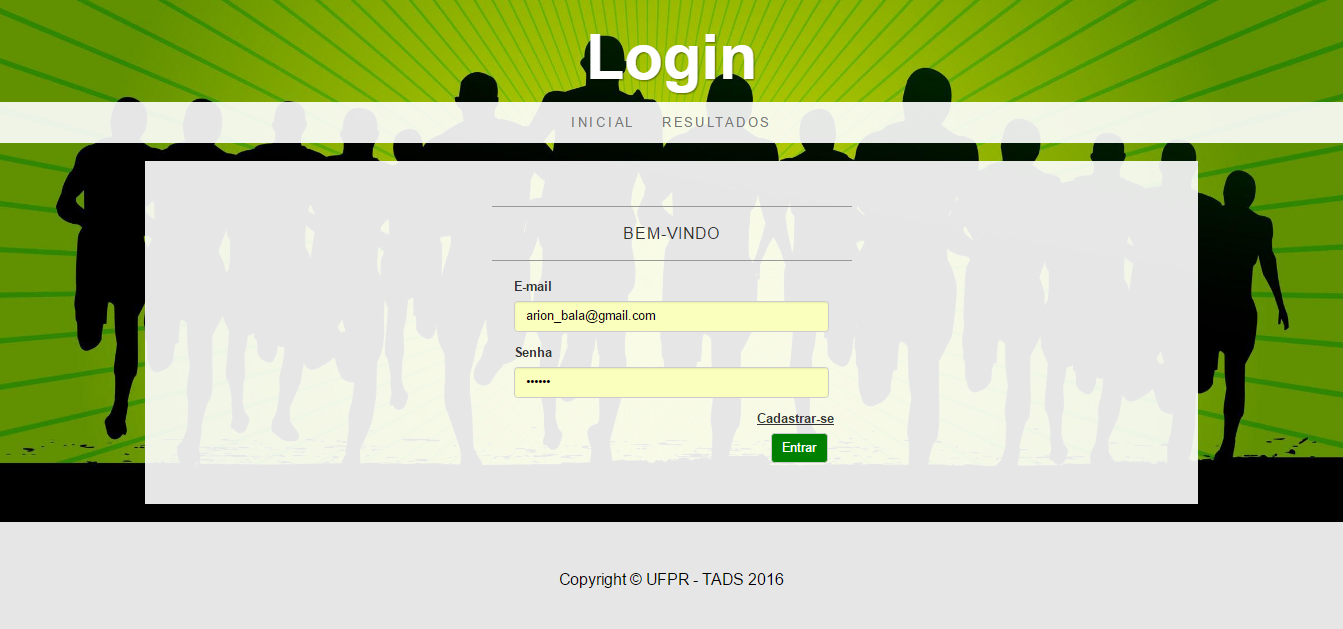 Login
INICIAL RESULTADOS
BEM-VINDO
E-mail
arion_bala@gmail.com
Senha
••••••
Cadastrar-se
Entrar
Copyright © UFPR - TADS 2016